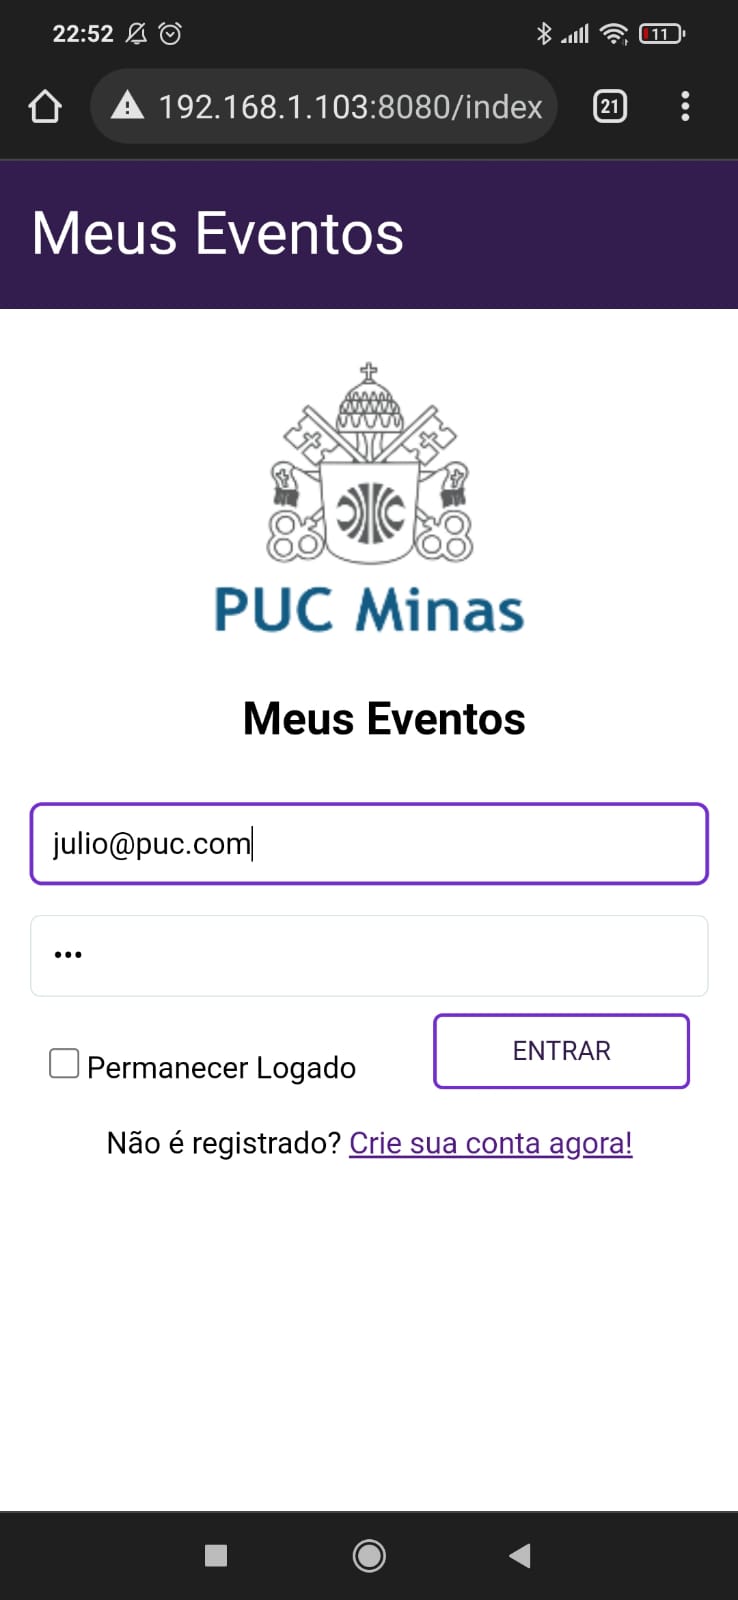 22:52
11
192.168.1.103:8080/index
21
Meus Eventos
PUC Minas
Meus Eventos
julio@puc.com
•••
Permanecer Logado
ENTRAR
Não é registrado? Crie sua conta agora!